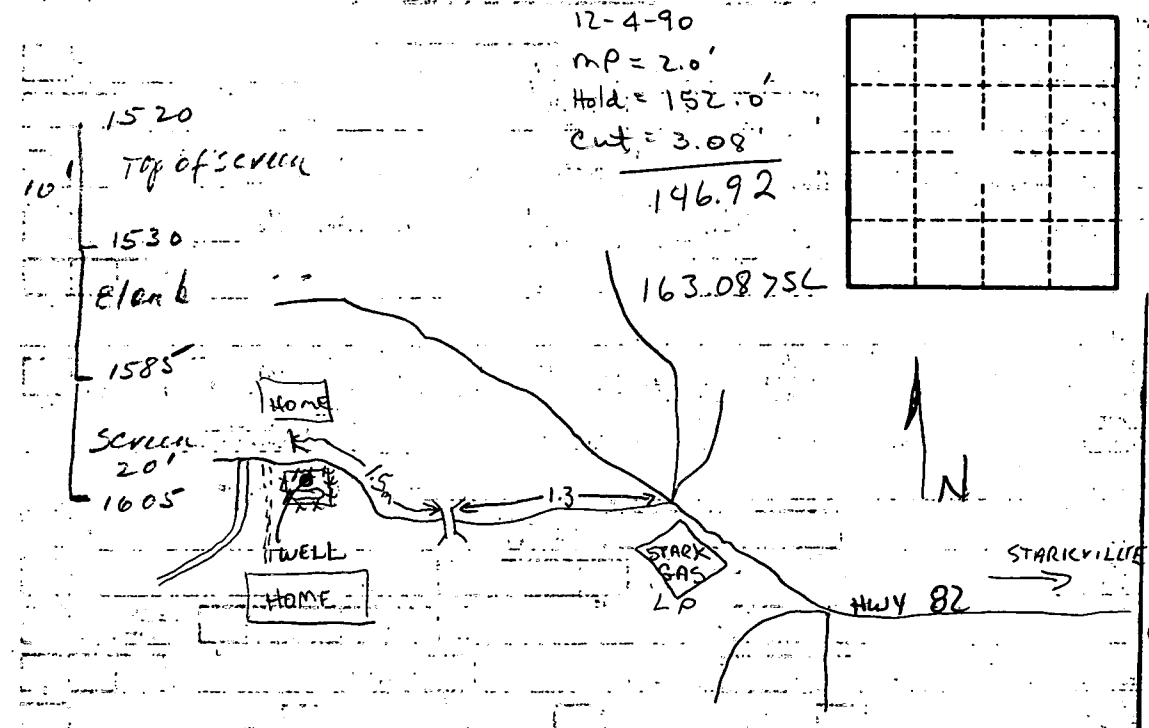 12-4-90
mP = 2.0'
Hold = 152.0'
Cut = 3.08'
146.92
163.08 >SL
1520
10'
Top of screen
1530
Blank
1585
Screen
20'
1605
HOME
1.5m
1.3
WELL
HOME
STARK
GAS
LP
N
STARKVILLE
HWY 82